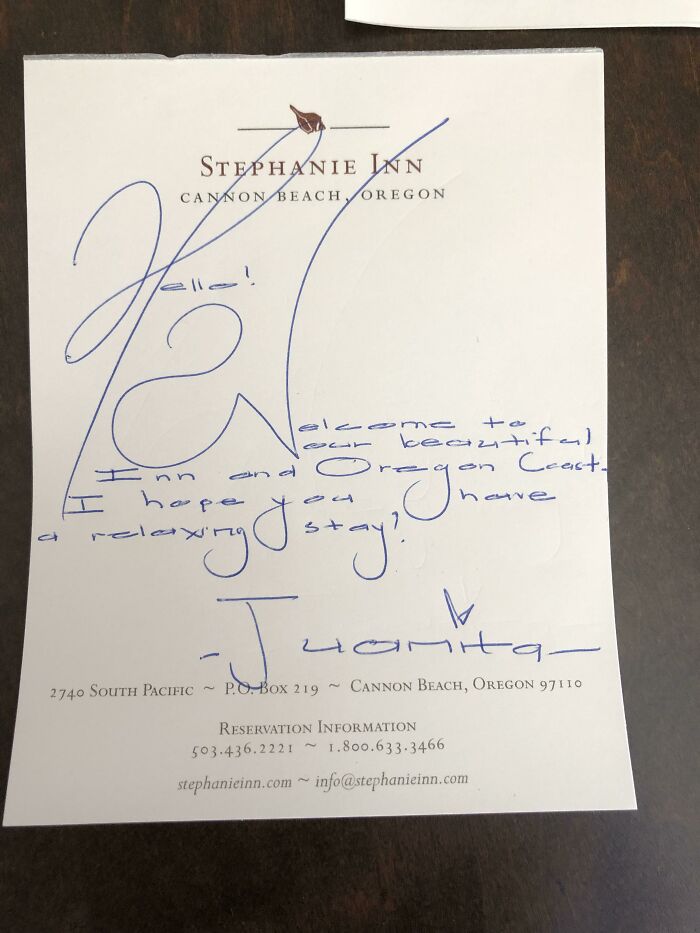 STEPHANIE INN
CANNON BEACH, OREGON
Hello!
Welcome to
our beautiful
Inn and Oregon Coast.
I hope you have
a relaxing stay!
- Juanita -
2740 SOUTH PACIFIC ~ P.O. BOX 219 ~ CANNON BEACH, OREGON 97110
RESERVATION INFORMATION
503.436.2221 ~ 1.800.633.3466
stephanieinn.com ~ info@stephanieinn.com